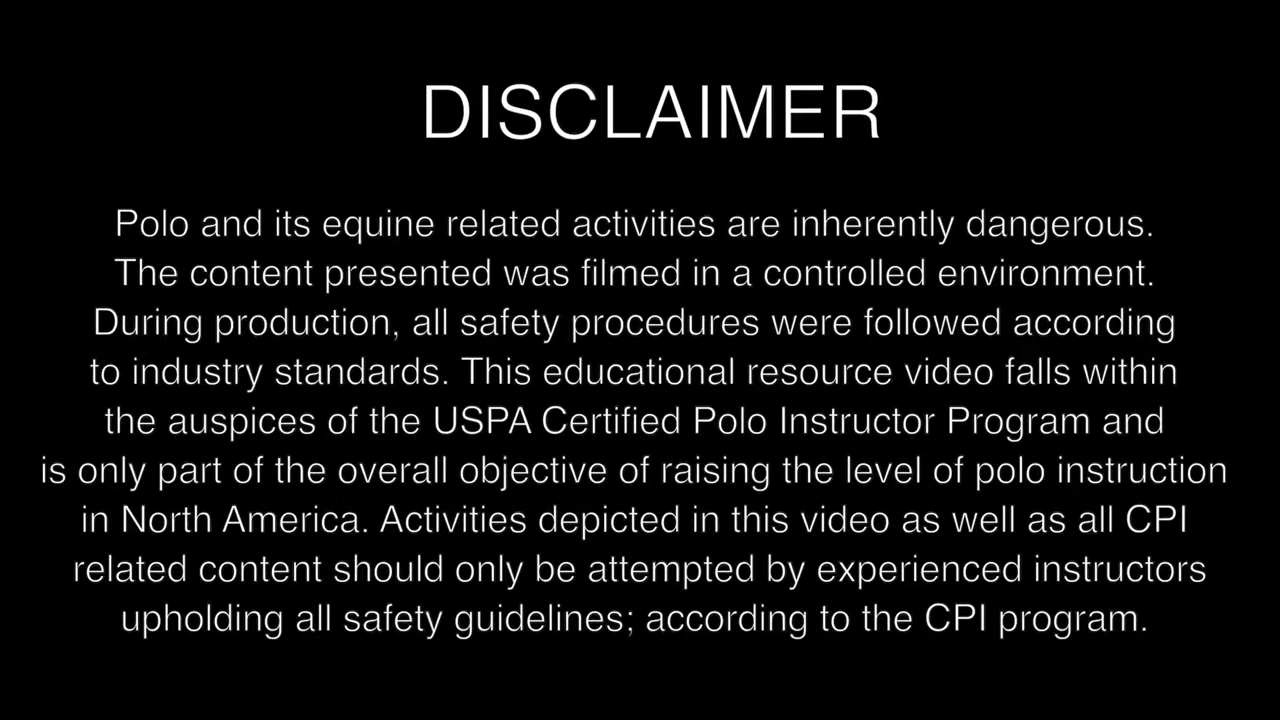 DISCLAIMER
Polo and its equine related activities are inherently dangerous.
The content presented was filmed in a controlled environment.
During production, all safety procedures were followed according
to industry standards. This educational resource video falls within
the auspices of the USPA Certified Polo Instructor Program and
is only part of the overall objective of raising the level of polo instruction
in North America. Activities depicted in this video as well as all CPI
related content should only be attempted by experienced instructors
upholding all safety guidelines; according to the CPI program.